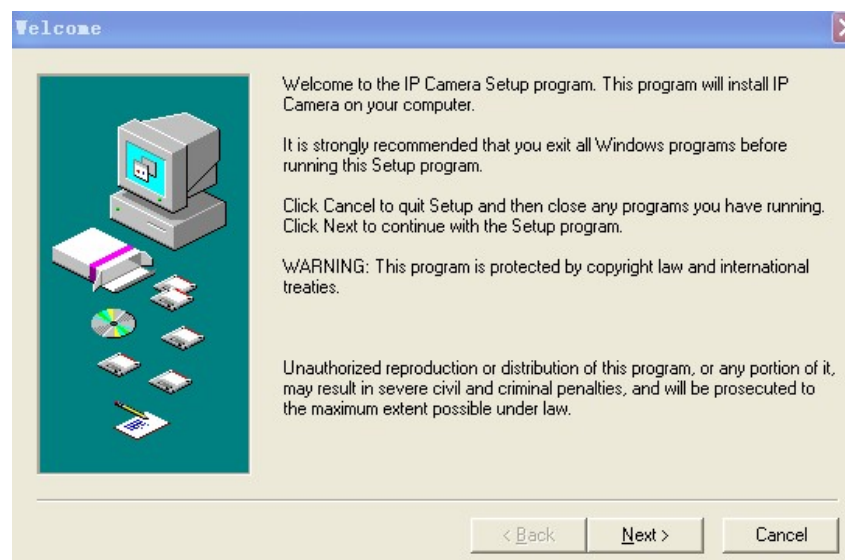 Welcome
Welcome to the IP Camera Setup program. This program will install IP
Camera on your computer.
It is strongly recommended that you exit all Windows programs before
running this Setup program.
Click Cancel to quit Setup and then close any programs you have running.
Click Next to continue with the Setup program.
WARNING: This program is protected by copyright law and international
treaties.
Unauthorized reproduction or distribution of this program, or any portion of it,
may result in severe civil and criminal penalties, and will be prosecuted to
the maximum extent possible under law.
< Back Next > Cancel